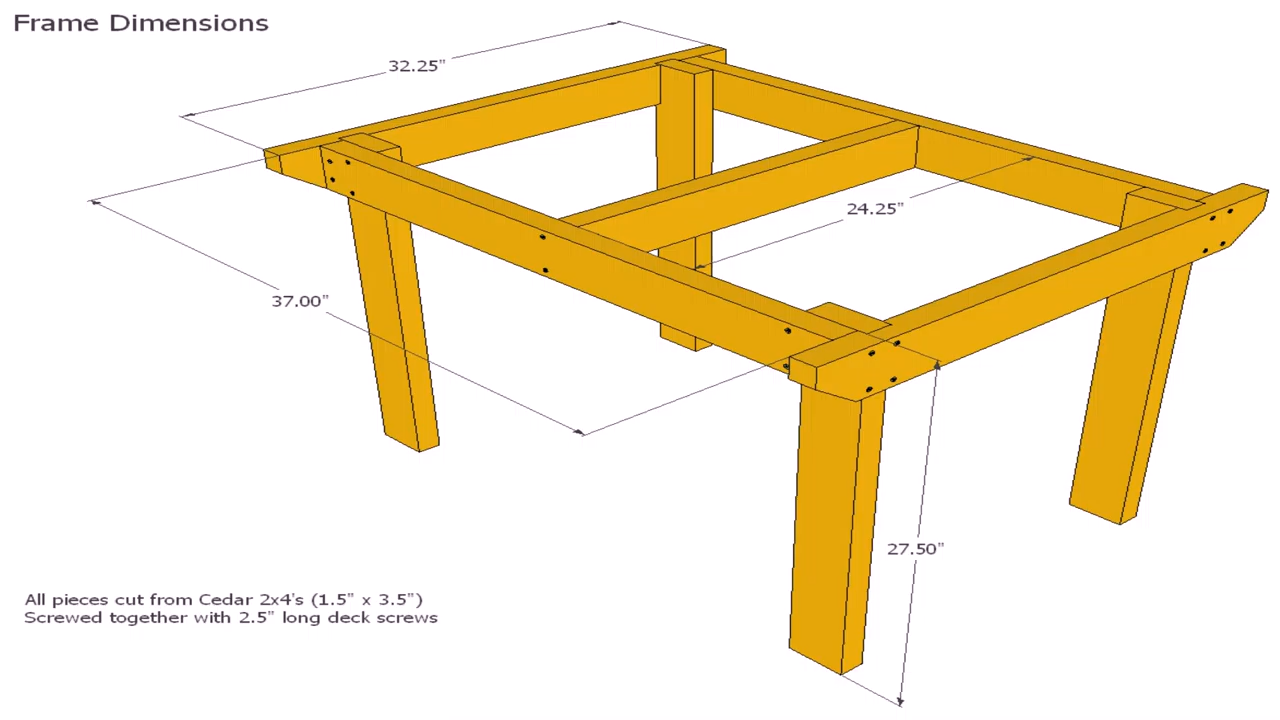 Frame Dimensions
32.25"
24.25"
37.00"
27.50"
All pieces cut from Cedar 2x4's (1.5" x 3.5")
Screwed together with 2.5" long deck screws